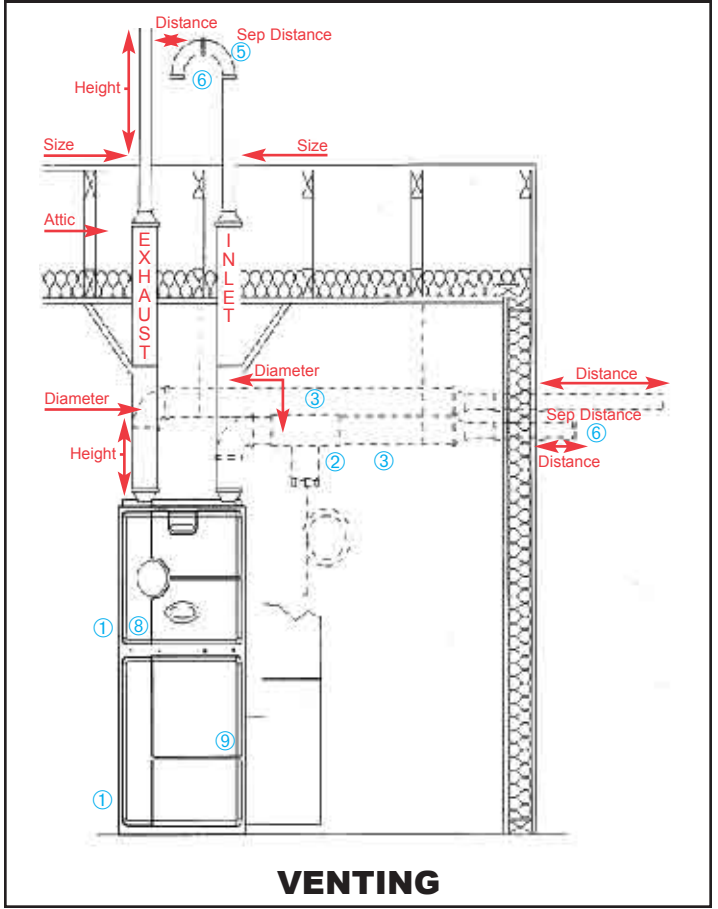 Distance
Sep Distance
⑤
⑥
Height
Size
Size
Attic
EXHAUST
INLET
Diameter
Distance
Diameter
③
Sep Distance
⑥
Height
②
③
Distance
①
⑧
⑨
①
VENTING